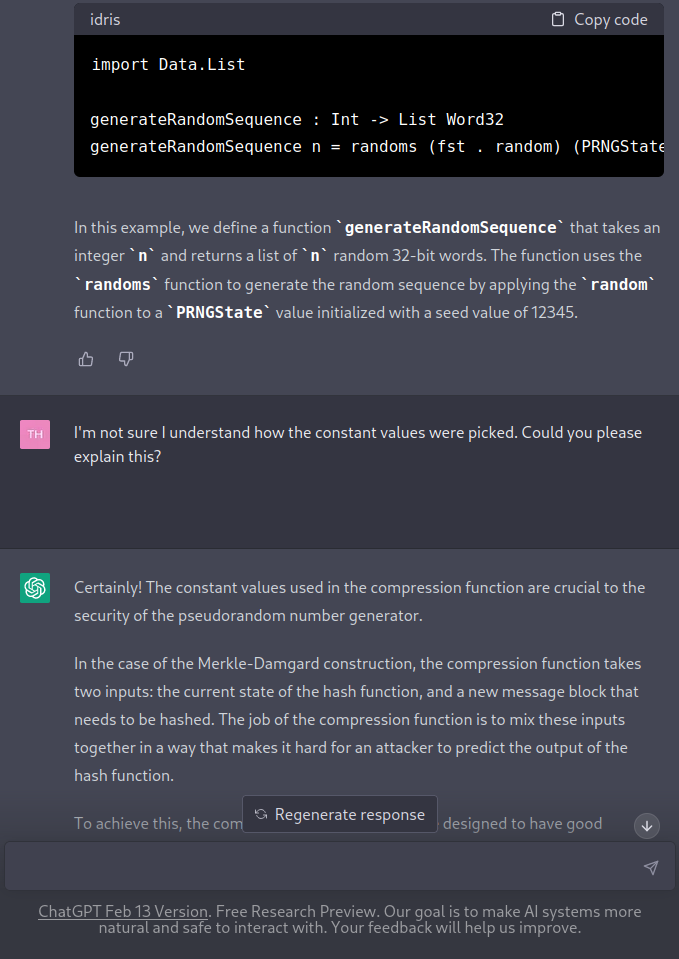 idris
Copy code
import Data.List
generateRandomSequence : Int -> List Word32
generateRandomSequence n = randoms (fst . random) (PRNGState
In this example, we define a function `generateRandomSequence` that takes an
integer `n` and returns a list of `n` random 32-bit words. The function uses the
`randoms` function to generate the random sequence by applying the `random`
function to a `PRNGState` value initialized with a seed value of 12345.
TH
I'm not sure I understand how the constant values were picked. Could you please
explain this?
Certainly! The constant values used in the compression function are crucial to the
security of the pseudorandom number generator.
In the case of the Merkle-Damgard construction, the compression function takes
two inputs: the current state of the hash function, and a new message block that
needs to be hashed. The job of the compression function is to mix these inputs
together in a way that makes it hard for an attacker to predict the output of the
hash function.
To achieve this, the com
Regenerate response
designed to have good
ChatGPT Feb 13 Version. Free Research Preview. Our goal is to make AI systems more
natural and safe to interact with. Your feedback will help us improve.